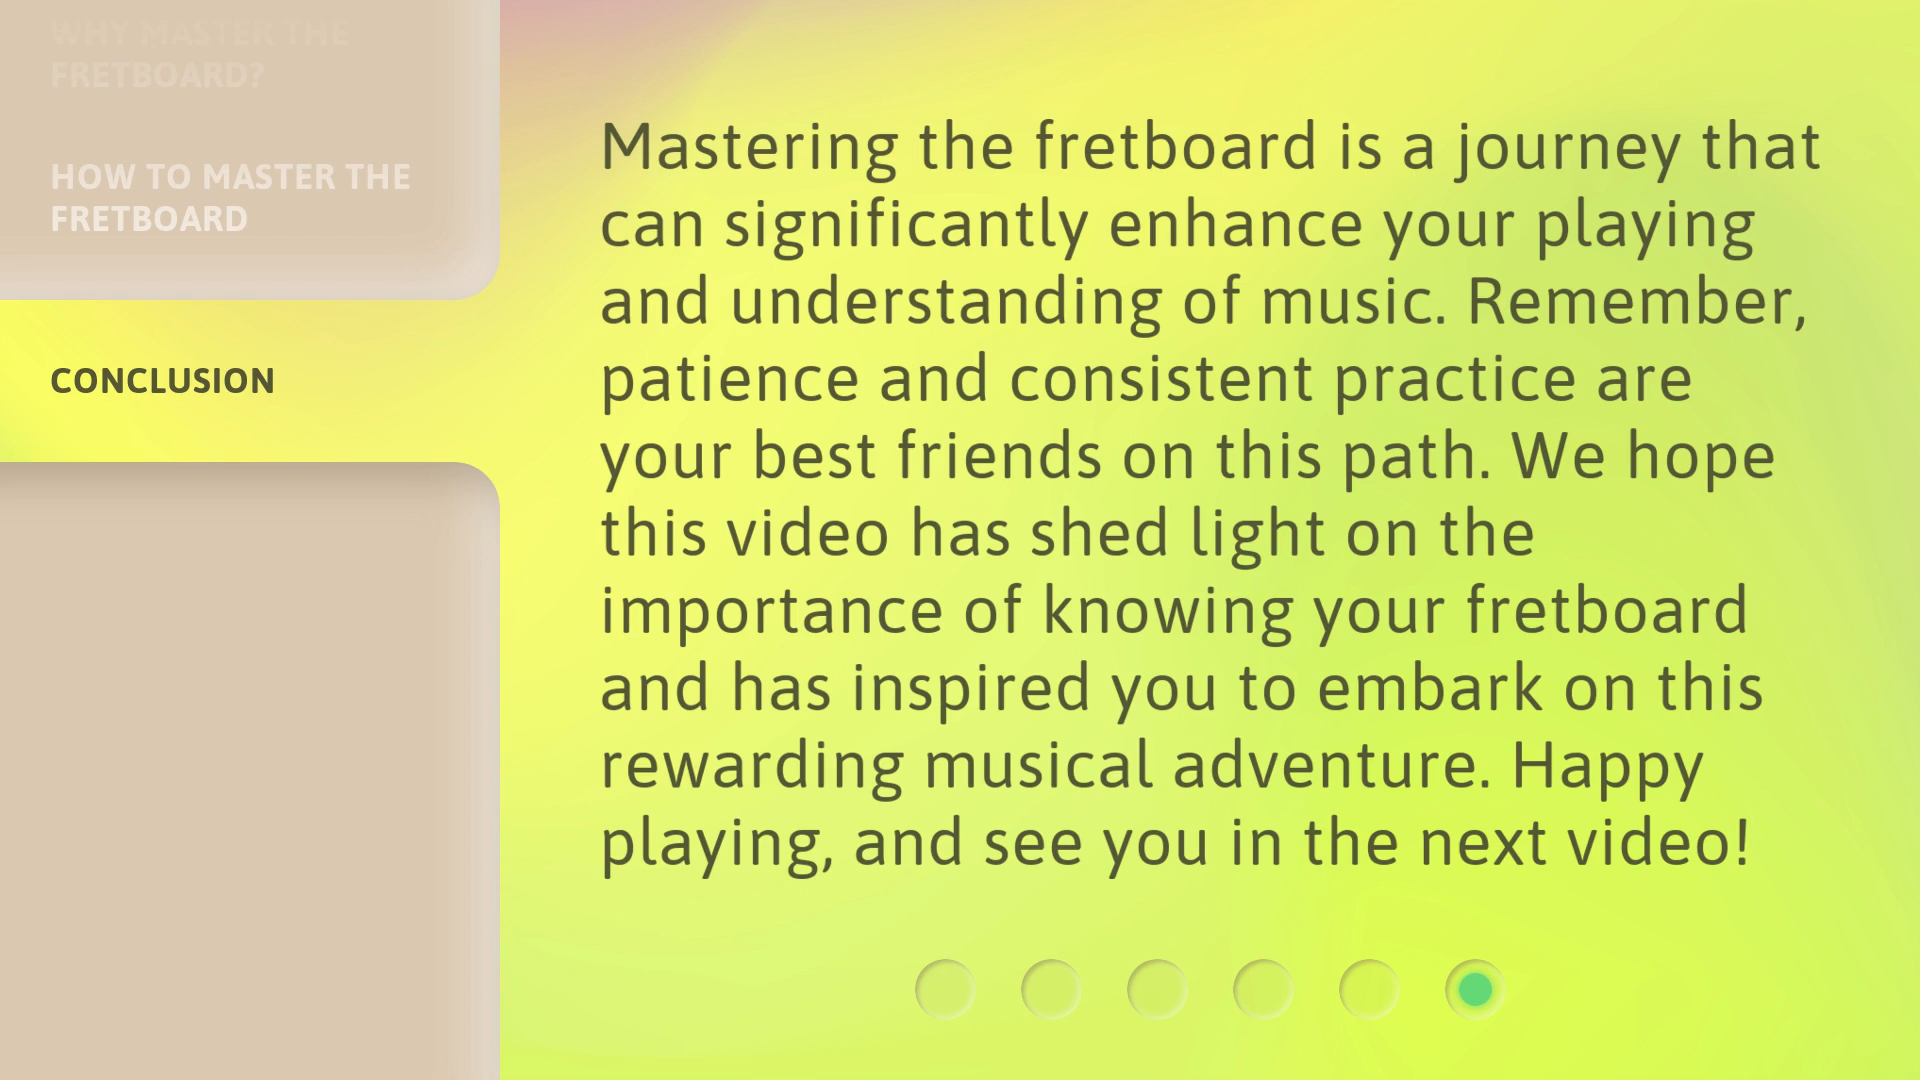 WHY MASTER THE
FRETBOARD?
HOW TO MASTER THE
FRETBOARD
CONCLUSION
Mastering the fretboard is a journey that
can significantly enhance your playing
and understanding of music. Remember,
patience and consistent practice are
your best friends on this path. We hope
this video has shed light on the
importance of knowing your fretboard
and has inspired you to embark on this
rewarding musical adventure. Happy
playing, and see you in the next video!